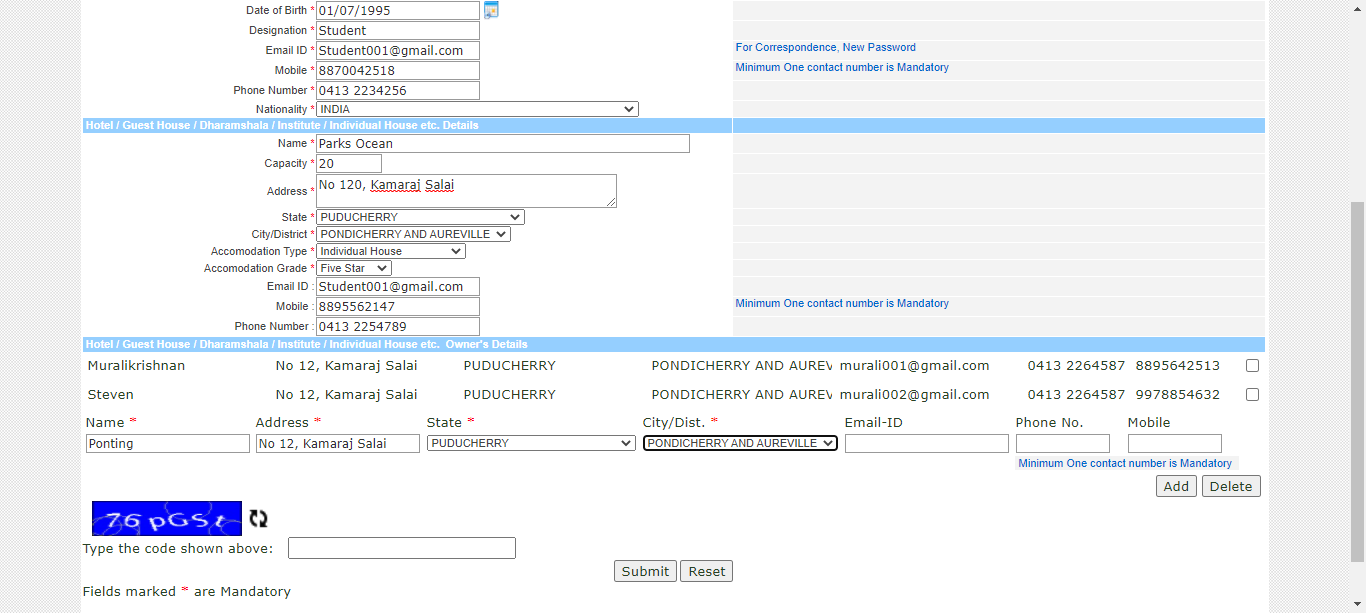 Date of Birth * 01/07/1995
Designation * Student
Email ID * Student001@gmail.com For Correspondence, New Password
Mobile * 8870042518 Minimum One contact number is Mandatory
Phone Number * 0413 2234256
Nationality * INDIA
Hotel / Guest House / Dharamshala / Institute / Individual House etc. Details
Name * Parks Ocean
Capacity * 20
Address * No 120, Kamaraj Salai
State * PUDUCHERRY
City/District * PONDICHERRY AND AUREVILLE
Accomodation Type * Individual House
Accomodation Grade * Five Star
Email ID : Student001@gmail.com
Mobile : 8895562147 Minimum One contact number is Mandatory
Phone Number : 0413 2254789
Hotel / Guest House / Dharamshala / Institute / Individual House etc. Owner's Details
Muralikrishnan No 12, Kamaraj Salai PUDUCHERRY PONDICHERRY AND AUREV murali001@gmail.com 0413 2264587 8895642513
Steven No 12, Kamaraj Salai PUDUCHERRY PONDICHERRY AND AUREV murali002@gmail.com 0413 2264587 9978854632
Name * Address * State * City/Dist. * Email-ID Phone No. Mobile
Ponting No 12, Kamaraj Salai PUDUCHERRY PONDICHERRY AND AUREVILLE
Minimum One contact number is Mandatory
Add Delete
76pGSt
Type the code shown above:
Submit Reset
Fields marked * are Mandatory